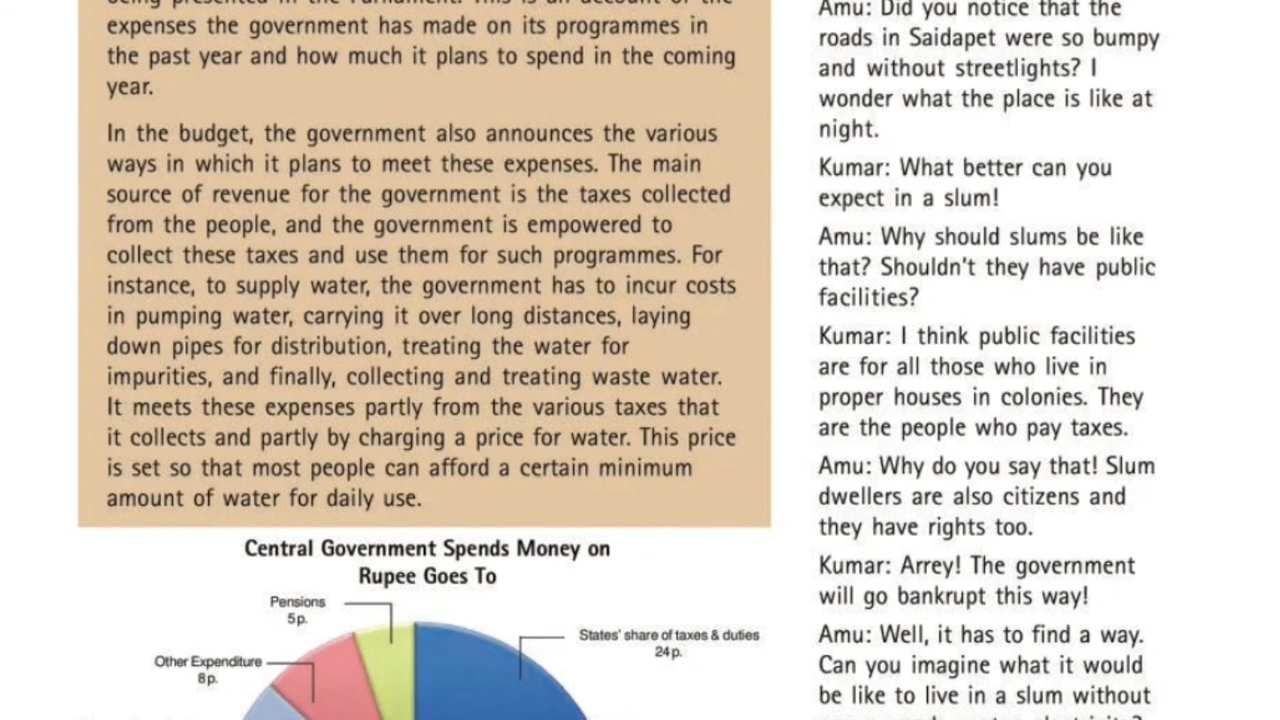 being presented in the Parliament. This is an account of the
expenses the government has made on its programmes in
the past year and how much it plans to spend in the coming
year.
In the budget, the government also announces the various
ways in which it plans to meet these expenses. The main
source of revenue for the government is the taxes collected
from the people, and the government is empowered to
collect these taxes and use them for such programmes. For
instance, to supply water, the government has to incur costs
in pumping water, carrying it over long distances, laying
down pipes for distribution, treating the water for
impurities, and finally, collecting and treating waste water.
It meets these expenses partly from the various taxes that
it collects and partly by charging a price for water. This price
is set so that most people can afford a certain minimum
amount of water for daily use.
Central Government Spends Money on
Rupee Goes To
Pensions
5p.
States' share of taxes & duties
24p.
Other Expenditure
8p.
Amu: Did you notice that the
roads in Saidapet were so bumpy
and without streetlights? I
wonder what the place is like at
night.
Kumar: What better can you
expect in a slum!
Amu: Why should slums be like
that? Shouldn't they have public
facilities?
Kumar: I think public facilities
are for all those who live in
proper houses in colonies. They
are the people who pay taxes.
Amu: Why do you say that! Slum
dwellers are also citizens and
they have rights too.
Kumar: Arrey! The government
will go bankrupt this way!
Amu: Well, it has to find a way.
Can you imagine what it would
be like to live in a slum without